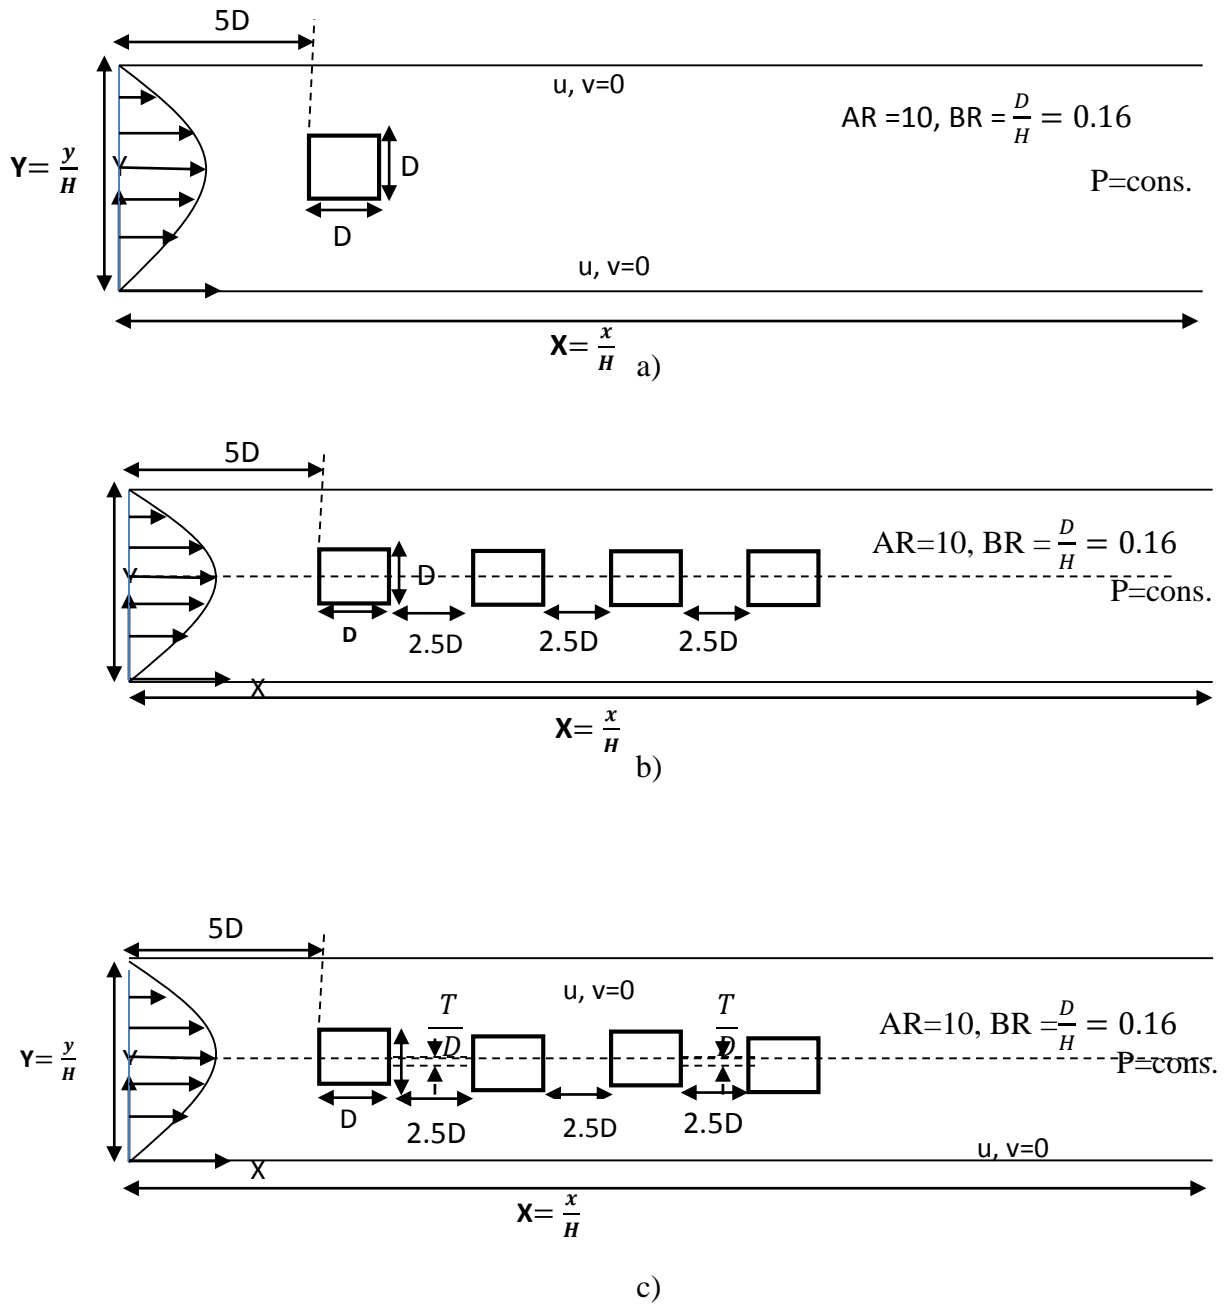 5D
u, v=0
AR =10, BR = D/H = 0.16
Y= y/H
Y
D
P=cons.
D
u, v=0
X= x/H
a)
5D
AR=10, BR = D/H = 0.16
Y
D
P=cons.
D
2.5D
2.5D
2.5D
X
X= x/H
b)
5D
u, v=0
T/D
T/D
AR=10, BR = D/H = 0.16
Y= y/H
Y
P=cons.
D
2.5D
2.5D
2.5D
u, v=0
X
X= x/H
c)